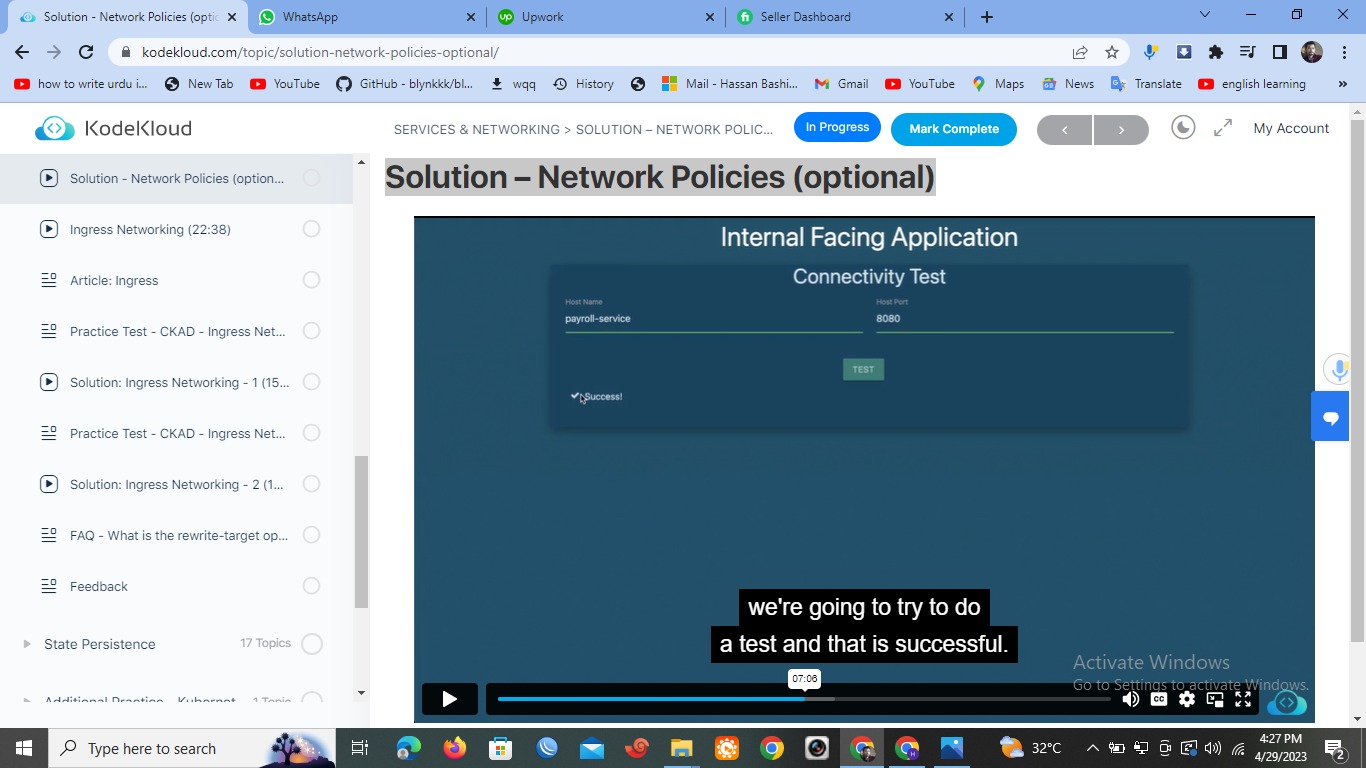 Solution - Network Policies (optic
WhatsApp
up
Upwork
fi
Seller Dashboard
kodekloud.com/topic/solution-network-policies-optional/
how to write urdu i...
New Tab
YouTube
GitHub - blynkkk/bl...
wqq
History
Mail - Hassan Bashi...
Gmail
YouTube
Maps
News
Translate
english learning
»
KodeKloud
SERVICES & NETWORKING > SOLUTION – NETWORK POLIC...
In Progress
Mark Complete
<
>
My Account
Solution - Network Policies (option...
Ingress Networking (22:38)
Article: Ingress
Practice Test - CKAD - Ingress Net...
Solution: Ingress Networking - 1 (15...
Practice Test - CKAD - Ingress Net...
Solution: Ingress Networking - 2 (1...
FAQ - What is the rewrite-target op...
Feedback
State Persistence
17 Topics
Additional Practice - Kubernet
1 Topic
Solution – Network Policies (optional)
Internal Facing Application
Connectivity Test
Host Name
payroll-service
Host Port
8080
TEST
Success!
we're going to try to do
a test and that is successful.
07:06
CC
Activate Windows
Go to Settings to activate Windows.
Type here to search
H
32°C
4:27 PM
4/29/2023
2